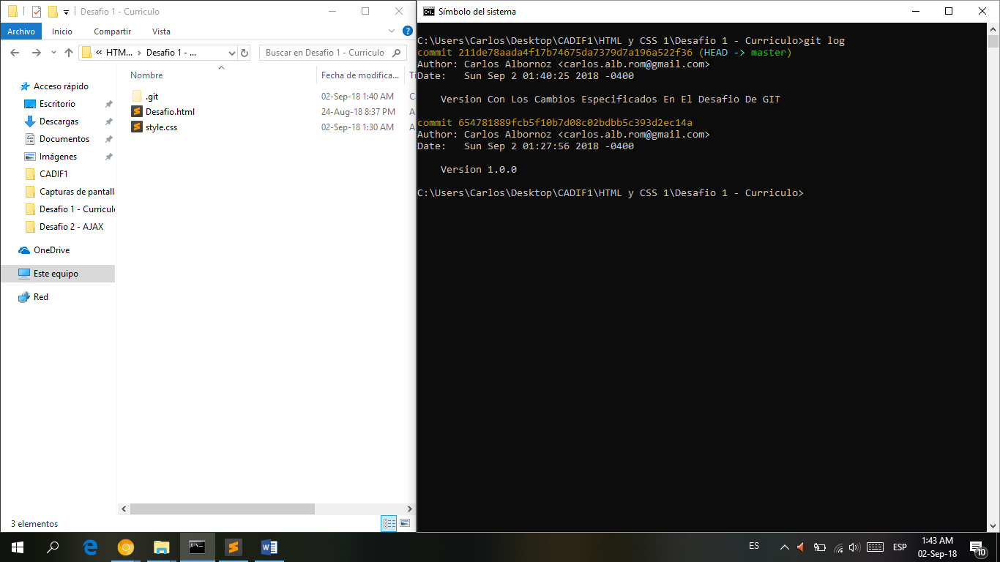 Desafio 1 - Curriculo
Archivo Inicio Compartir Vista
« HTM... › Desafio 1 - ...
Buscar en Desafio 1 - Curriculo
Nombre Fecha de modifica...
Acceso rápido
Escritorio
Descargas
Documentos
Imágenes
CADIF1
Capturas de pantall
Desafio 1 - Curricul
Desafio 2 - AJAX
OneDrive
Este equipo
Red
.git 02-Sep-18 1:40 AM
Desafio.html 24-Aug-18 8:37 PM
style.css 02-Sep-18 1:30 AM
3 elementos
Símbolo del sistema
C:\Users\Carlos\Desktop\CADIF1\HTML y CSS 1\Desafio 1 - Curriculo>git log
commit 211de78aada4f17b74675da7379d7a196a522f36 (HEAD -> master)
Author: Carlos Albornoz <carlos.alb.rom@gmail.com>
Date:   Sun Sep 2 01:40:25 2018 -0400
Version Con Los Cambios Especificados En El Desafio De GIT
commit 654781889fcb5f10b7d08c02bdbb5c393d2ec14a
Author: Carlos Albornoz <carlos.alb.rom@gmail.com>
Date:   Sun Sep 2 01:27:56 2018 -0400
Version 1.0.0
C:\Users\Carlos\Desktop\CADIF1\HTML y CSS 1\Desafio 1 - Curriculo>
ES
ESP
1:43 AM
02-Sep-18
10